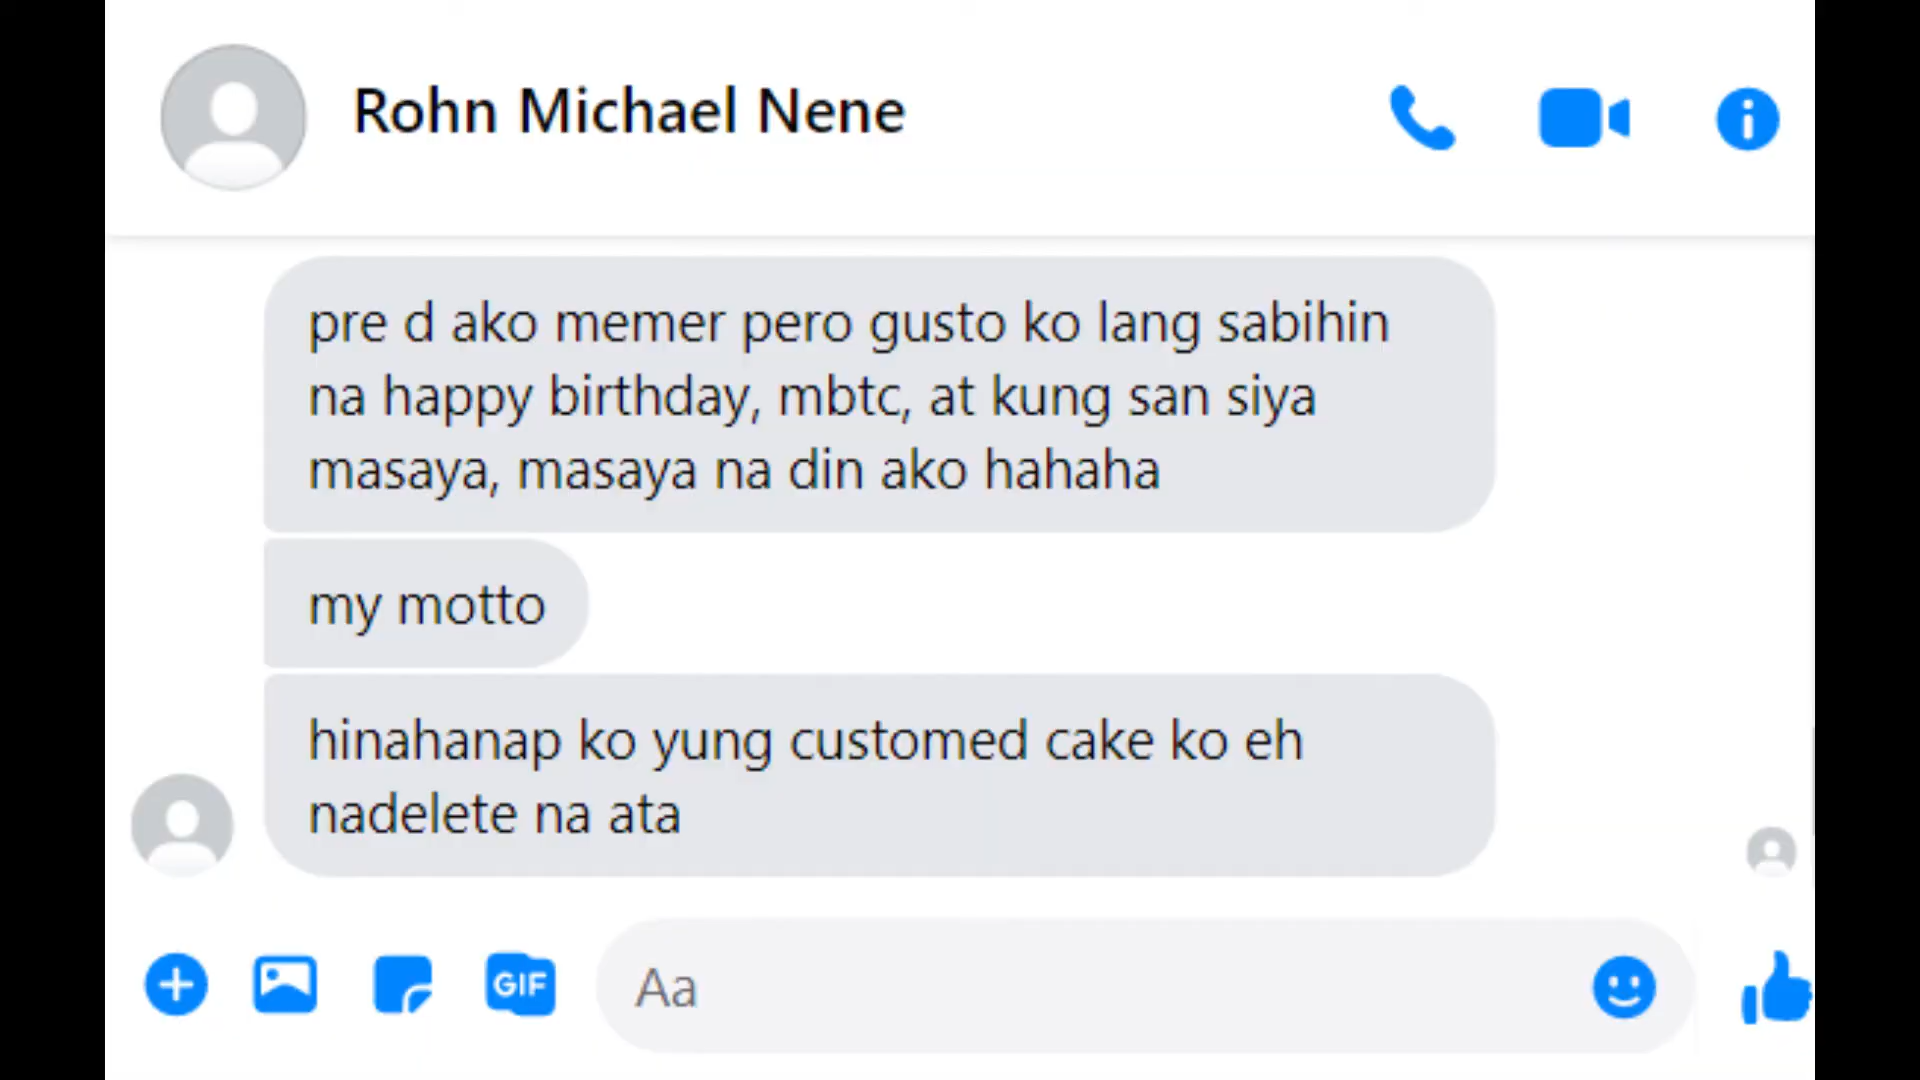 Rohn Michael Nene
pre d ako memer pero gusto ko lang sabihin
na happy birthday, mbtc, at kung san siya
masaya, masaya na din ako hahaha
my motto
hinahanap ko yung customed cake ko eh
nadelete na ata
GIF
Aa